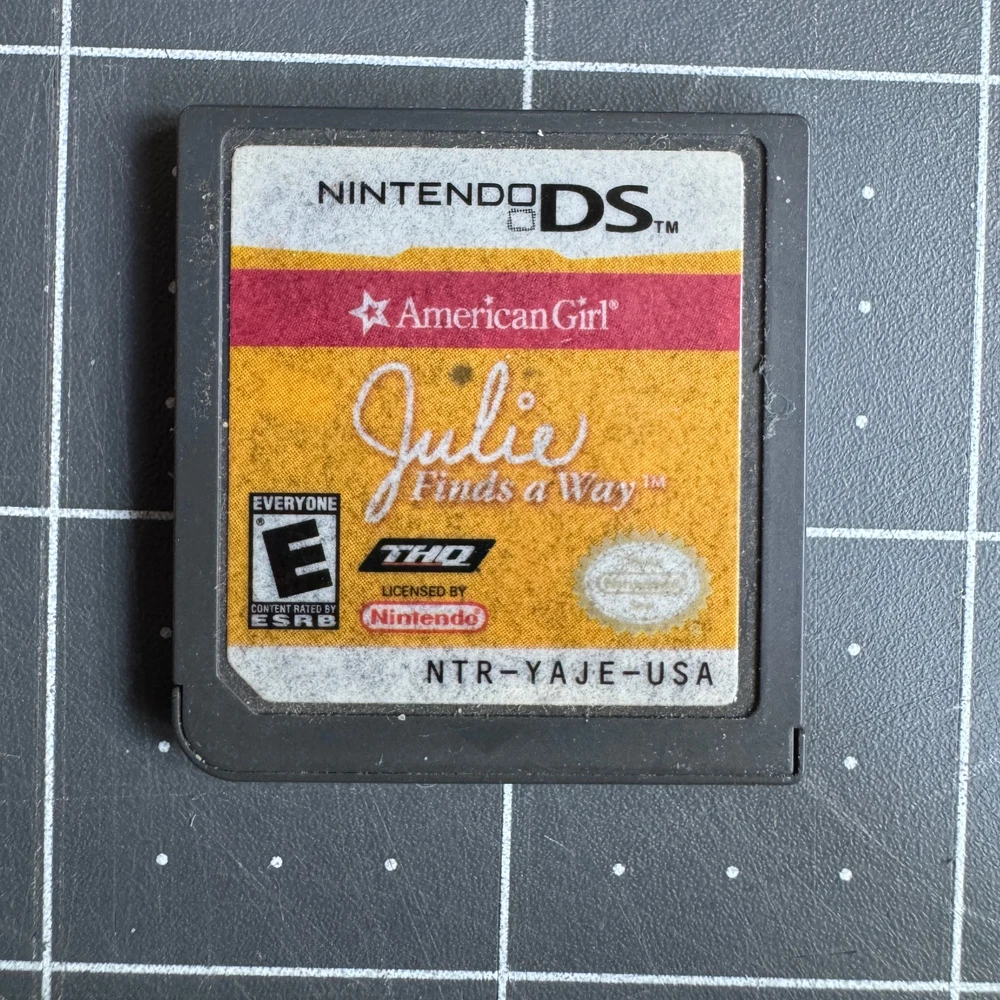 NINTENDO DS™
American Girl®
Julie
Finds a Way™
EVERYONE
E®
CONTENT RATED BY
ESRB
THQ
LICENSED BY
Nintendo®
Nintendo
NTR-YAJE-USA